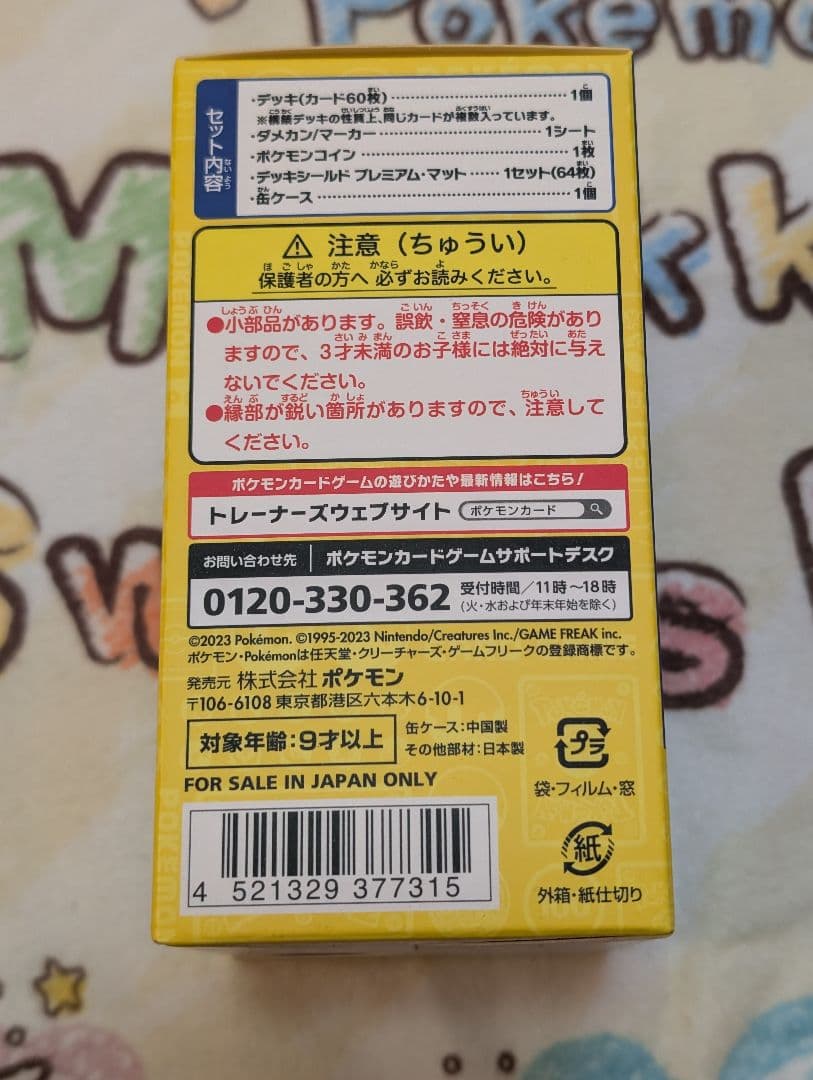 セット内容
・デッキ(カード60枚) …… 1個
※構築デッキの性質上、同じカードが複数入っています。
・ダメカン/マーカー …… 1シート
・ポケモンコイン …… 1枚
・デッキシールド プレミアム・マット …… 1セット(64枚)
・缶ケース …… 1個
注意(ちゅうい)
保護者の方へ 必ずお読みください。
●小部品があります。誤飲・窒息の危険があり
ますので、3才未満のお子様には絶対に与え
ないでください。
●縁部が鋭い箇所がありますので、注意して
ください。
ポケモンカードゲームの遊びかたや最新情報はこちら!
トレーナーズウェブサイト ポケモンカード
お問い合わせ先 ポケモンカードゲームサポートデスク
0120-330-362 受付時間/11時~18時
(火・水および年末年始を除く)
©2023 Pokémon. ©1995-2023 Nintendo/Creatures Inc./GAME FREAK inc.
ポケモン・Pokémonは任天堂・クリーチャーズ・ゲームフリークの登録商標です。
発売元 株式会社ポケモン
〒106-6108 東京都港区六本木6-10-1
対象年齢:9才以上
缶ケース:中国製
その他部材:日本製
FOR SALE IN JAPAN ONLY
プラ
袋・フィルム・窓
紙
外箱・紙仕切り
4 521329 377315